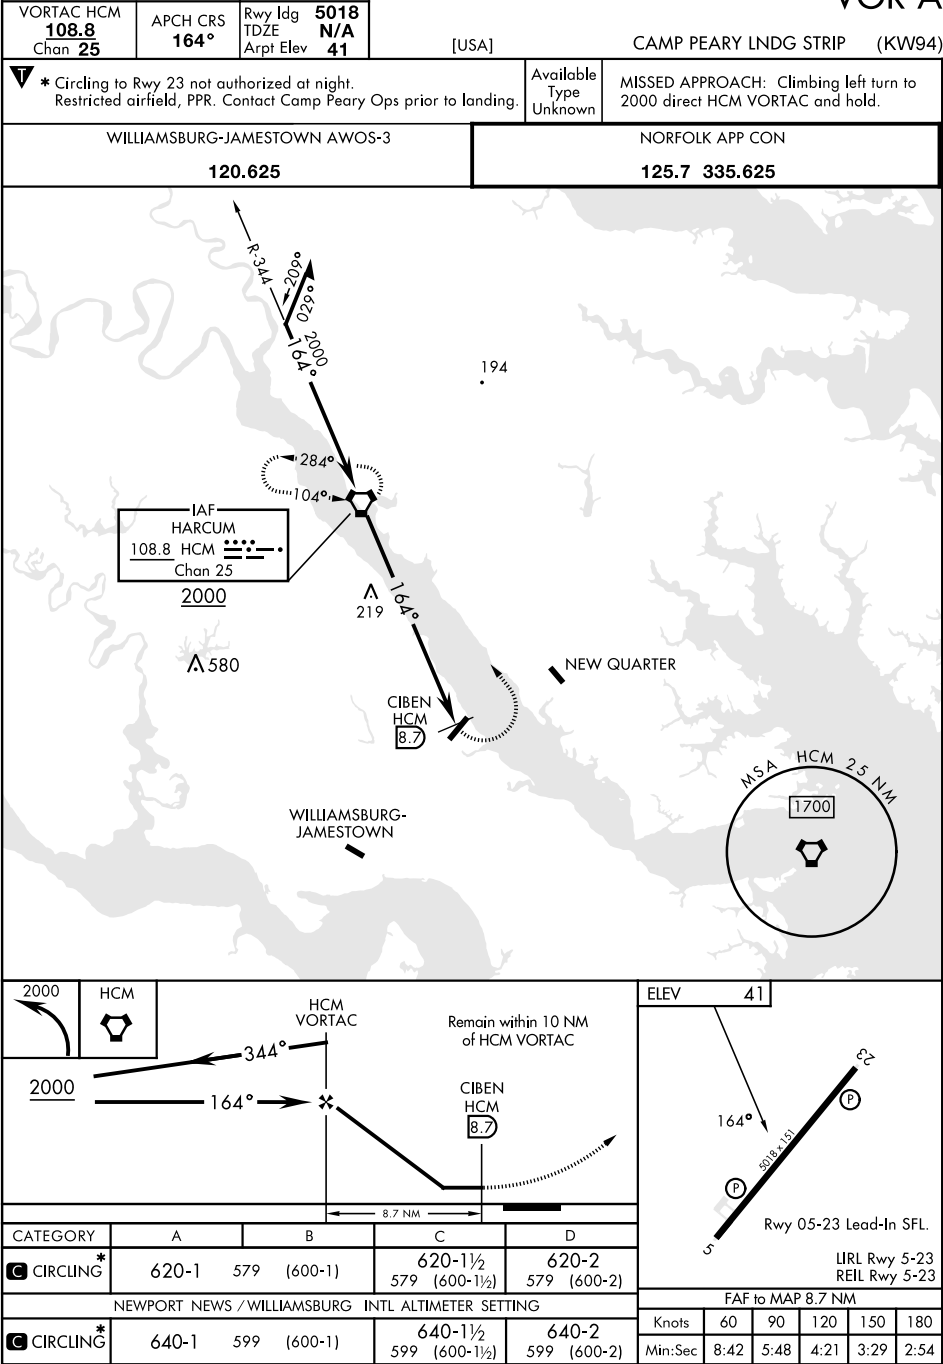 VOR A
VORTAC HCM
108.8
Chan 25
APCH CRS
164°
Rwy ldg 5018
TDZE N/A
Arpt Elev 41
[USA]
CAMP PEARY LNDG STRIP (KW94)
T
* Circling to Rwy 23 not authorized at night.
Restricted airfield, PPR. Contact Camp Peary Ops prior to landing.
Available
Type
Unknown
MISSED APPROACH: Climbing left turn to
2000 direct HCM VORTAC and hold.
WILLIAMSBURG-JAMESTOWN AWOS-3
120.625
NORFOLK APP CON
125.7 335.625
R-344
209°
029°
2000
164°
194
284°
104°
IAF
HARCUM
108.8 HCM
Chan 25
2000
164°
219
580
NEW QUARTER
CIBEN
HCM
8.7
WILLIAMSBURG-
JAMESTOWN
MSA HCM 25 NM
1700
2000
HCM
HCM
VORTAC
Remain within 10 NM
of HCM VORTAC
344°
2000
164°
CIBEN
HCM
8.7
8.7 NM
ELEV 41
23
P
164°
5018 x 151
P
5
Rwy 05-23 Lead-In SFL.
LIRL Rwy 5-23
REIL Rwy 5-23
CATEGORY A B C D
C CIRCLING * 620-1 579 (600-1) 620-1½ 579 (600-1½) 620-2 579 (600-2)
NEWPORT NEWS / WILLIAMSBURG INTL ALTIMETER SETTING
C CIRCLING * 640-1 599 (600-1) 640-1½ 599 (600-1½) 640-2 599 (600-2)
FAF to MAP 8.7 NM
Knots 60 90 120 150 180
Min:Sec 8:42 5:48 4:21 3:29 2:54